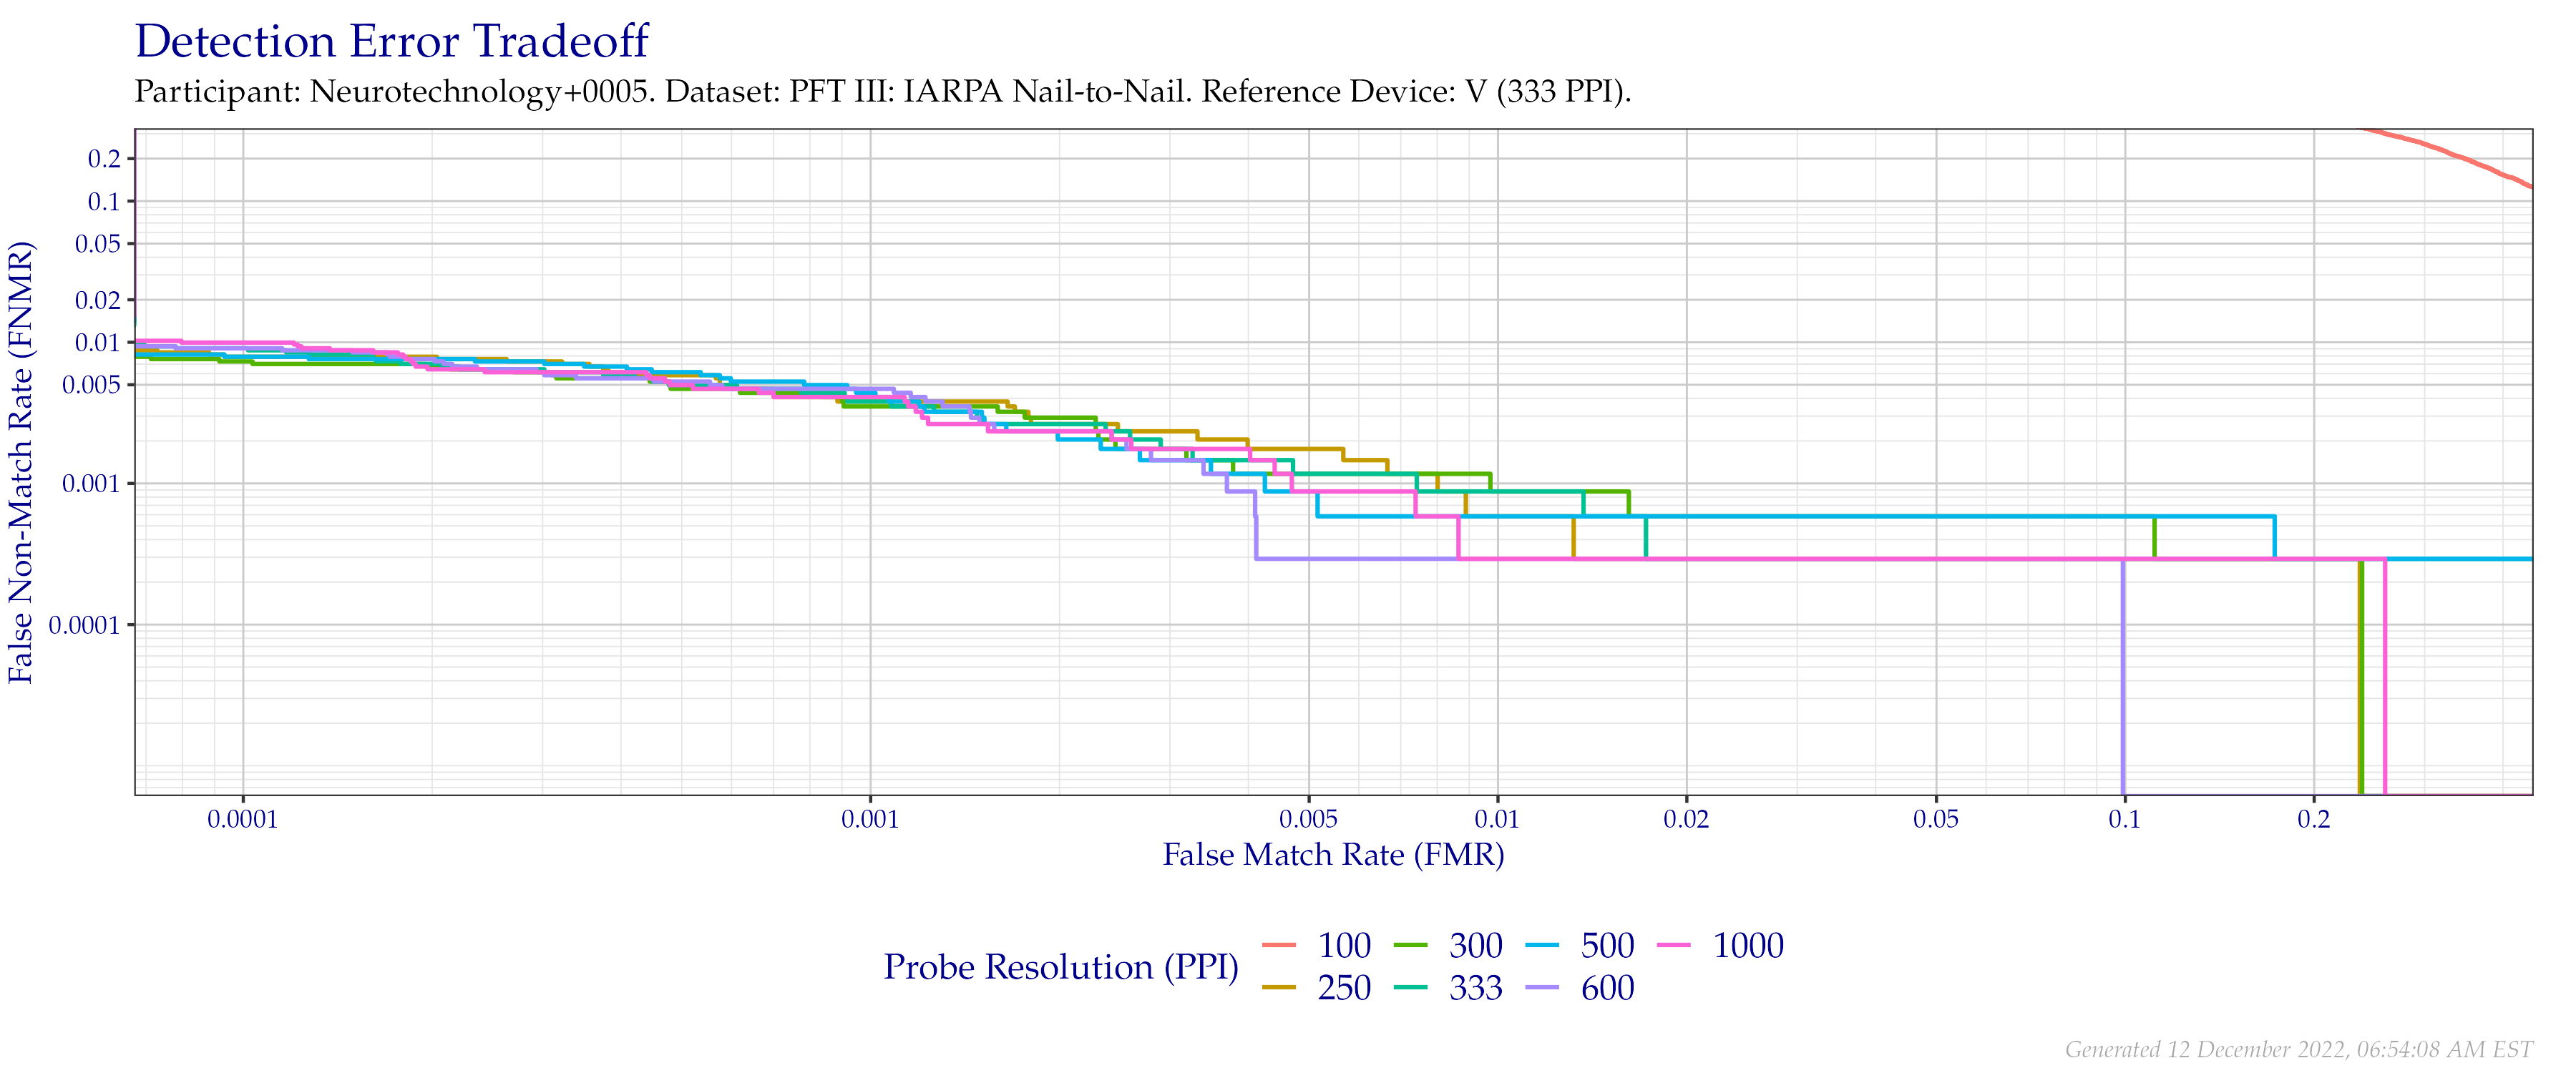 Detection Error Tradeoff
Participant: Neurotechnology+0005. Dataset: PFT III: IARPA Nail-to-Nail. Reference Device: V (333 PPI).
False Non-Match Rate (FNMR)
0.2
0.1
0.05
0.02
0.01
0.005
0.001
0.0001
0.0001 0.001 0.005 0.01 0.02 0.05 0.1 0.2
False Match Rate (FMR)
Probe Resolution (PPI)
100 300 500 1000
250 333 600
Generated 12 December 2022, 06:54:08 AM EST